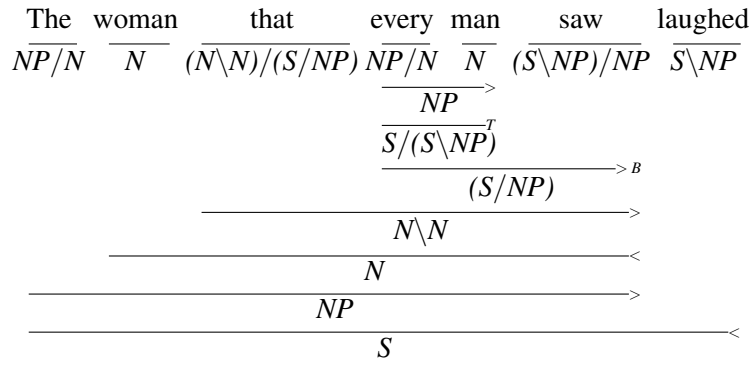 The woman that every man saw laughed
NP/N N (N\N)/(S/NP) NP/N N (S\NP)/NP S\NP
>
NP
T
S/(S\NP)
> B
(S/NP)
>
N\N
<
N
>
NP
<
S